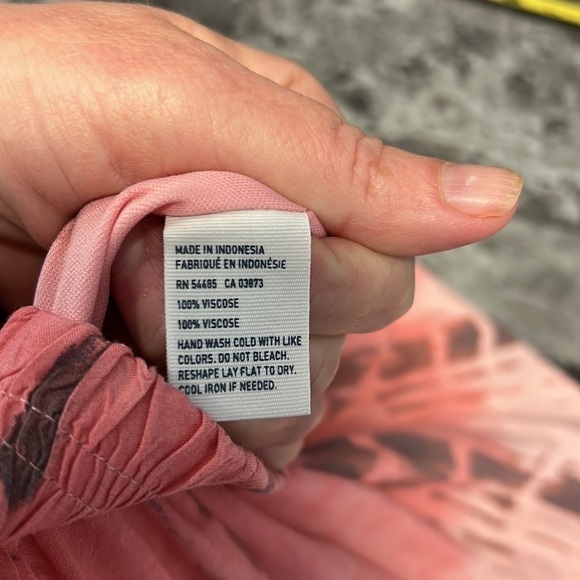 MADE IN INDONESIA
FABRIQUÉ EN INDONÉSIE
RN 54485 CA 03873
100% VISCOSE
100% VISCOSE
HAND WASH COLD WITH LIKE
COLORS. DO NOT BLEACH.
RESHAPE LAY FLAT TO DRY.
COOL IRON IF NEEDED.